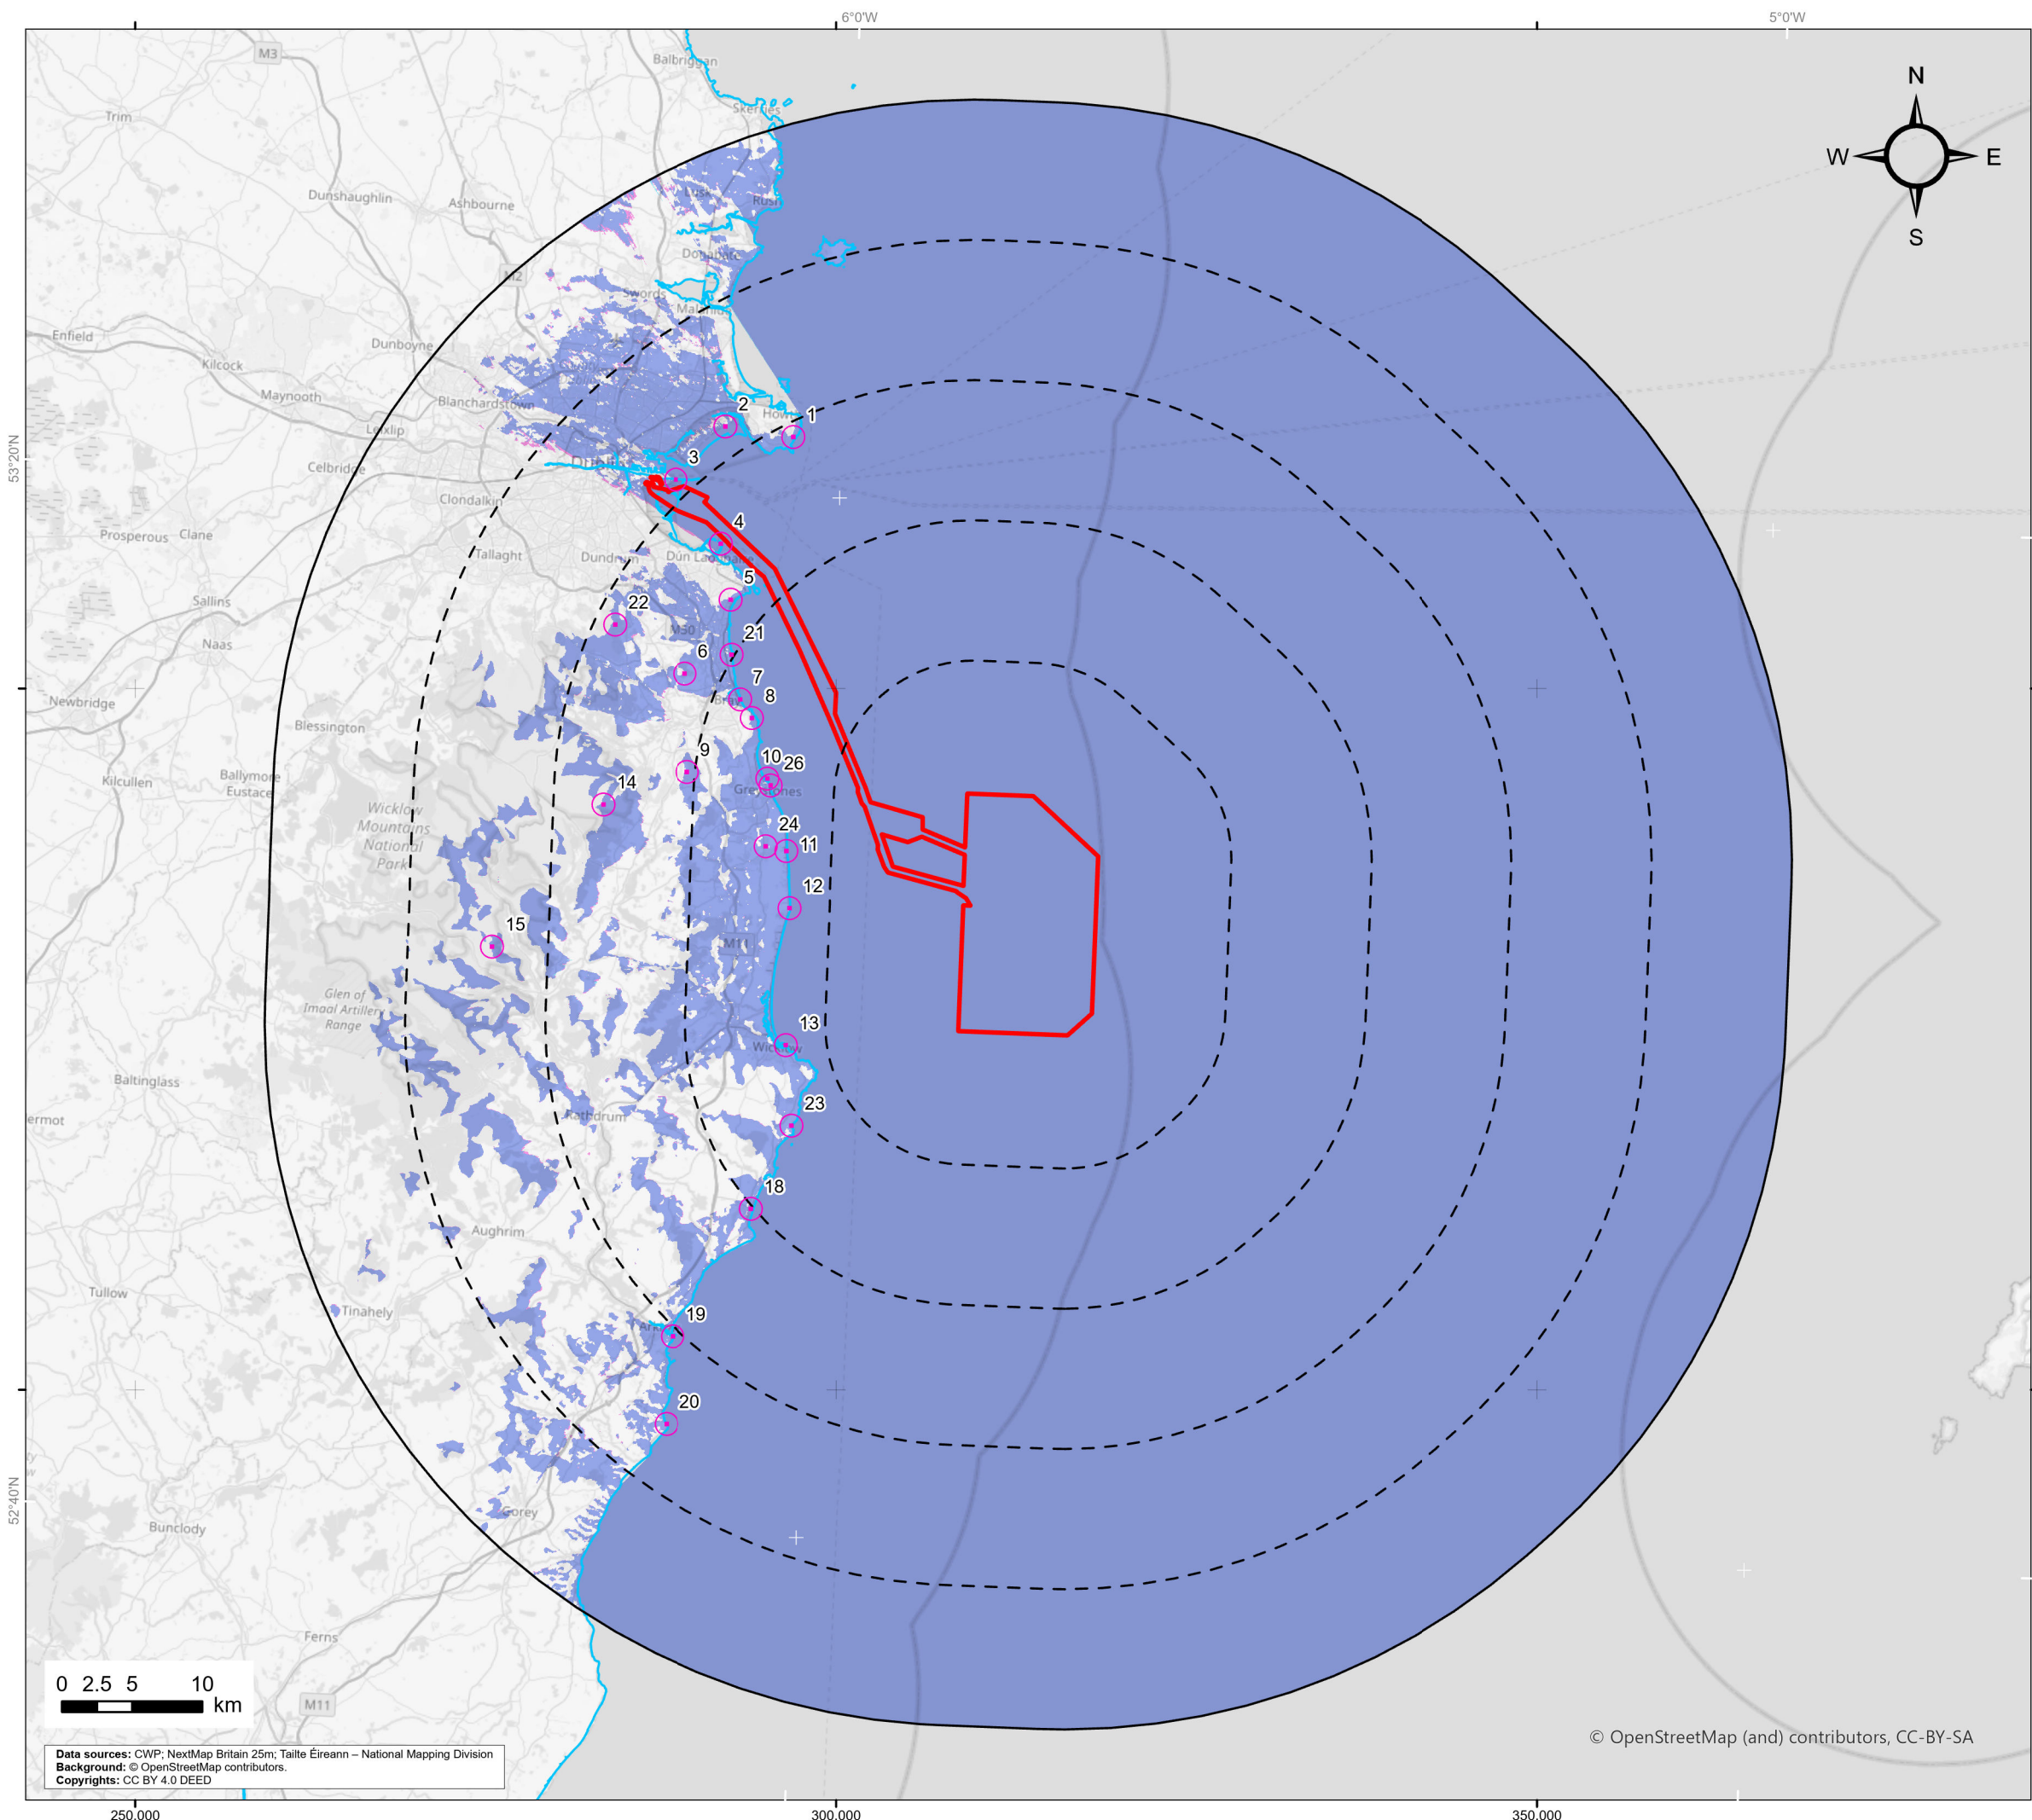 6°0'W
5°0'W
M3
Balbriggan
N
Skerries
Trim
W
E
Dunshaughlin
Ashbourne
Lusk
Rush
S
M2
Donabate
Swords
Malahide
Enfield
Dunboyne
Kilcock
Maynooth
Blanchardstown
2
1
Howth
Leixlip
53°20'N
3
Celbridge
Dublin
Clondalkin
4
Prosperous
Clane
Tallaght
Dundrum
Dún Laoghaire
5
Sallins
22
Naas
M50
21
6
Newbridge
7
Bray
8
Blessington
9
10
26
Kilcullen
Ballymore
Eustace
14
Greystones
Wicklow
Mountains
National
Park
24
11
12
15
M11
Glen of
Imaal Artillery
Range
13
Wicklow
Baltinglass
23
ermot
Rathdrum
18
Aughrim
Tullow
Tinahely
19
20
52°40'N
Gorey
Bunclody
Ferns
0 2.5 5 10
km
M11
© OpenStreetMap (and) contributors, CC-BY-SA
Data sources: CWP; NextMap Britain 25m; Tailte Éireann – National Mapping Division
Background: © OpenStreetMap contributors.
Copyrights: CC BY 4.0 DEED
250,000
300,000
350,000